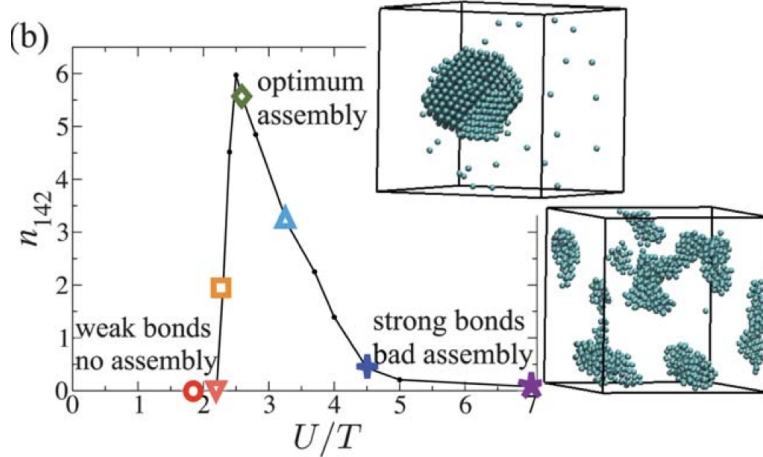 (b)
6
optimum
assembly
5
4
n₁₄₂
3
2
weak bonds
no assembly
strong bonds
bad assembly
1
0
0 1 2 3 4 5 6 7
U/T